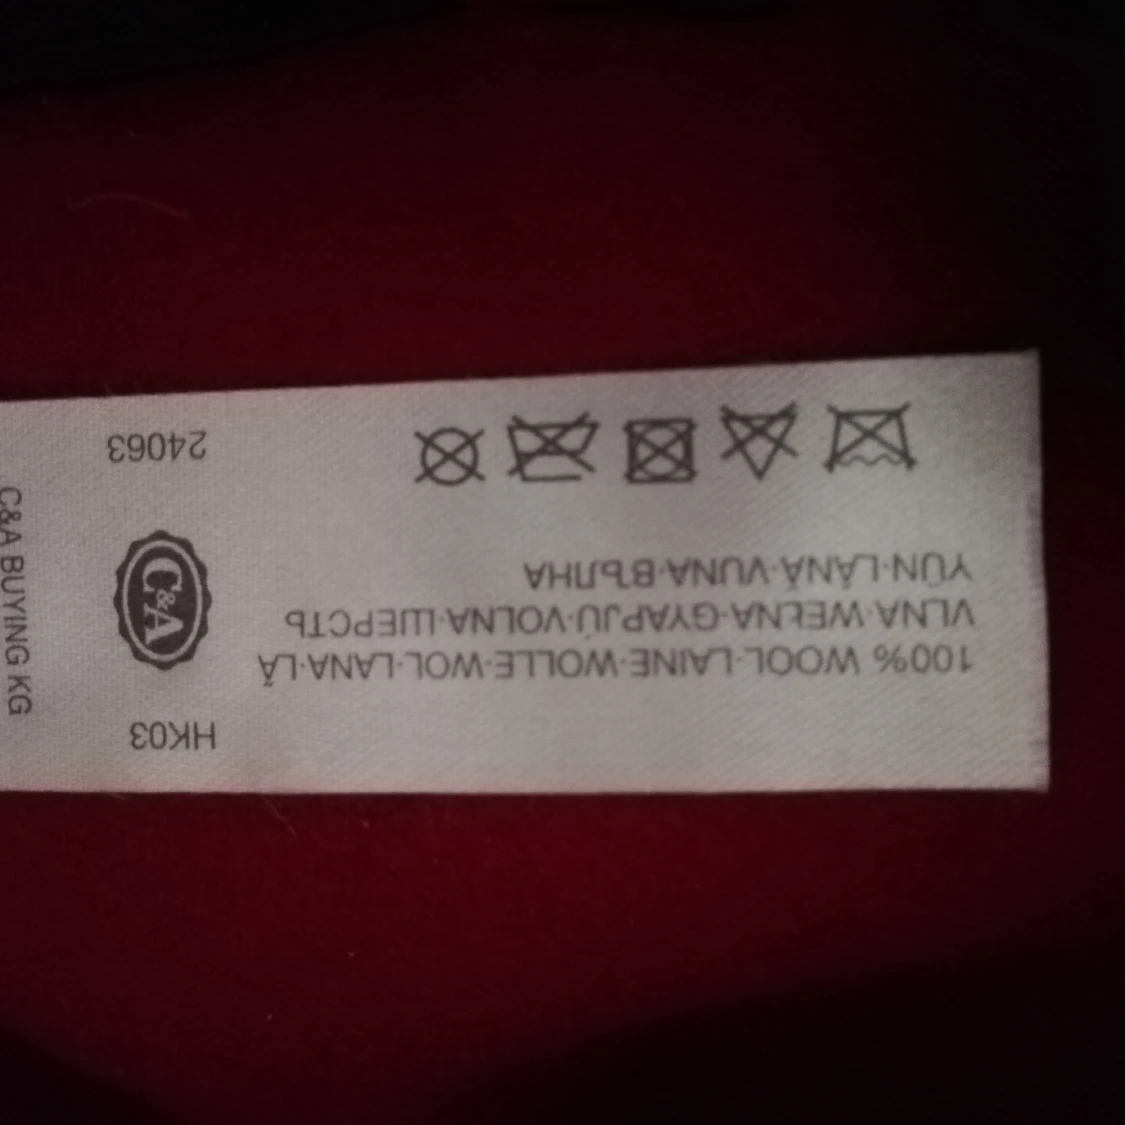 100% WOOL·LAINE·WOLLE·WOL·LANA·LÃ
VLNA·WEŁNA·GYAPJÚ·VOLNA·ШЕРСТЬ
YÜN·LÂNĂ·VUNA·ВЪЛНА
HK03
C&A
24063
C&A BUYING KG